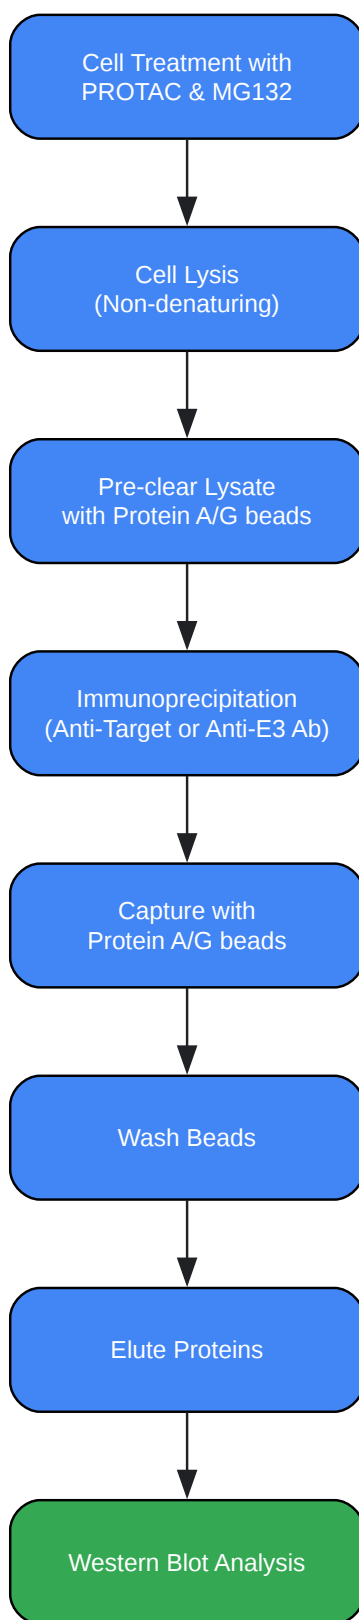 Cell Treatment with
PROTAC & MG132
Cell Lysis
(Non-denaturing)
Pre-clear Lysate
with Protein A/G beads
Immunoprecipitation
(Anti-Target or Anti-E3 Ab)
Capture with
Protein A/G beads
Wash Beads
Elute Proteins
Western Blot Analysis